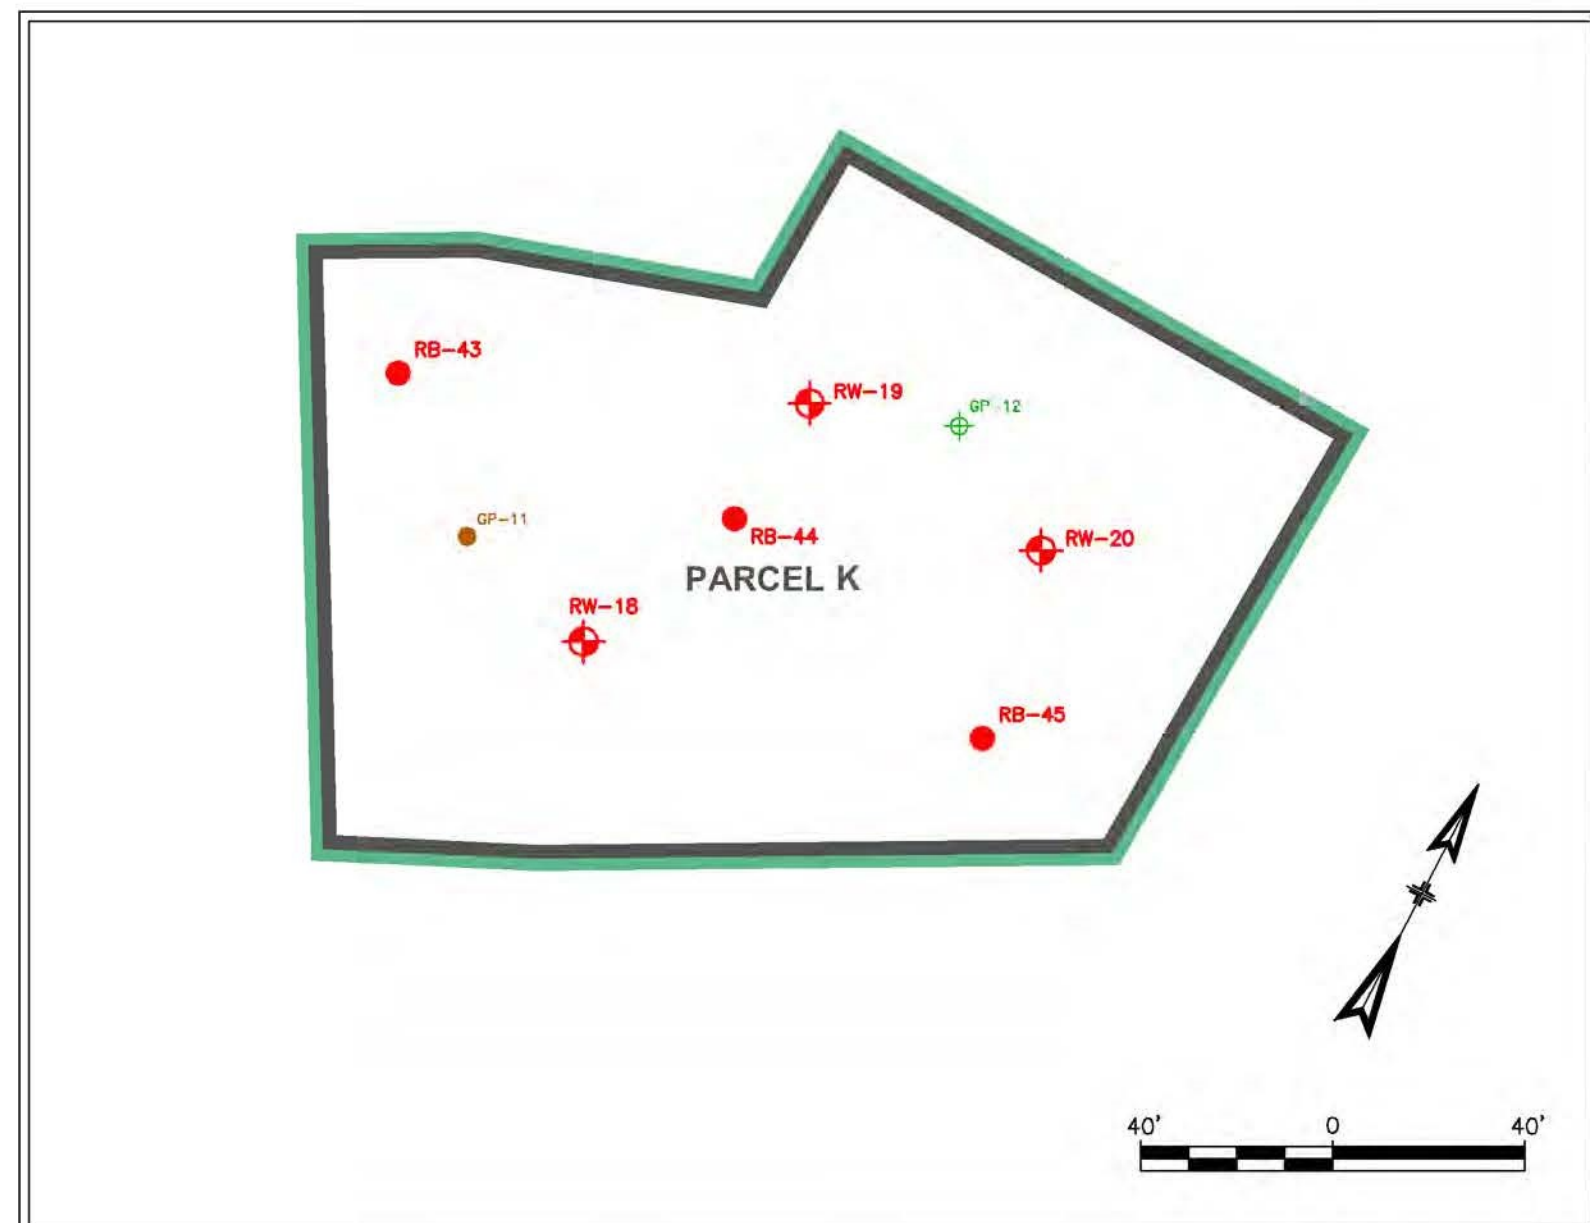 RB-43
RW-19
GP-12
GP-11
RB-44
RW-20
PARCEL K
RW-18
RB-45
40' 0 40'